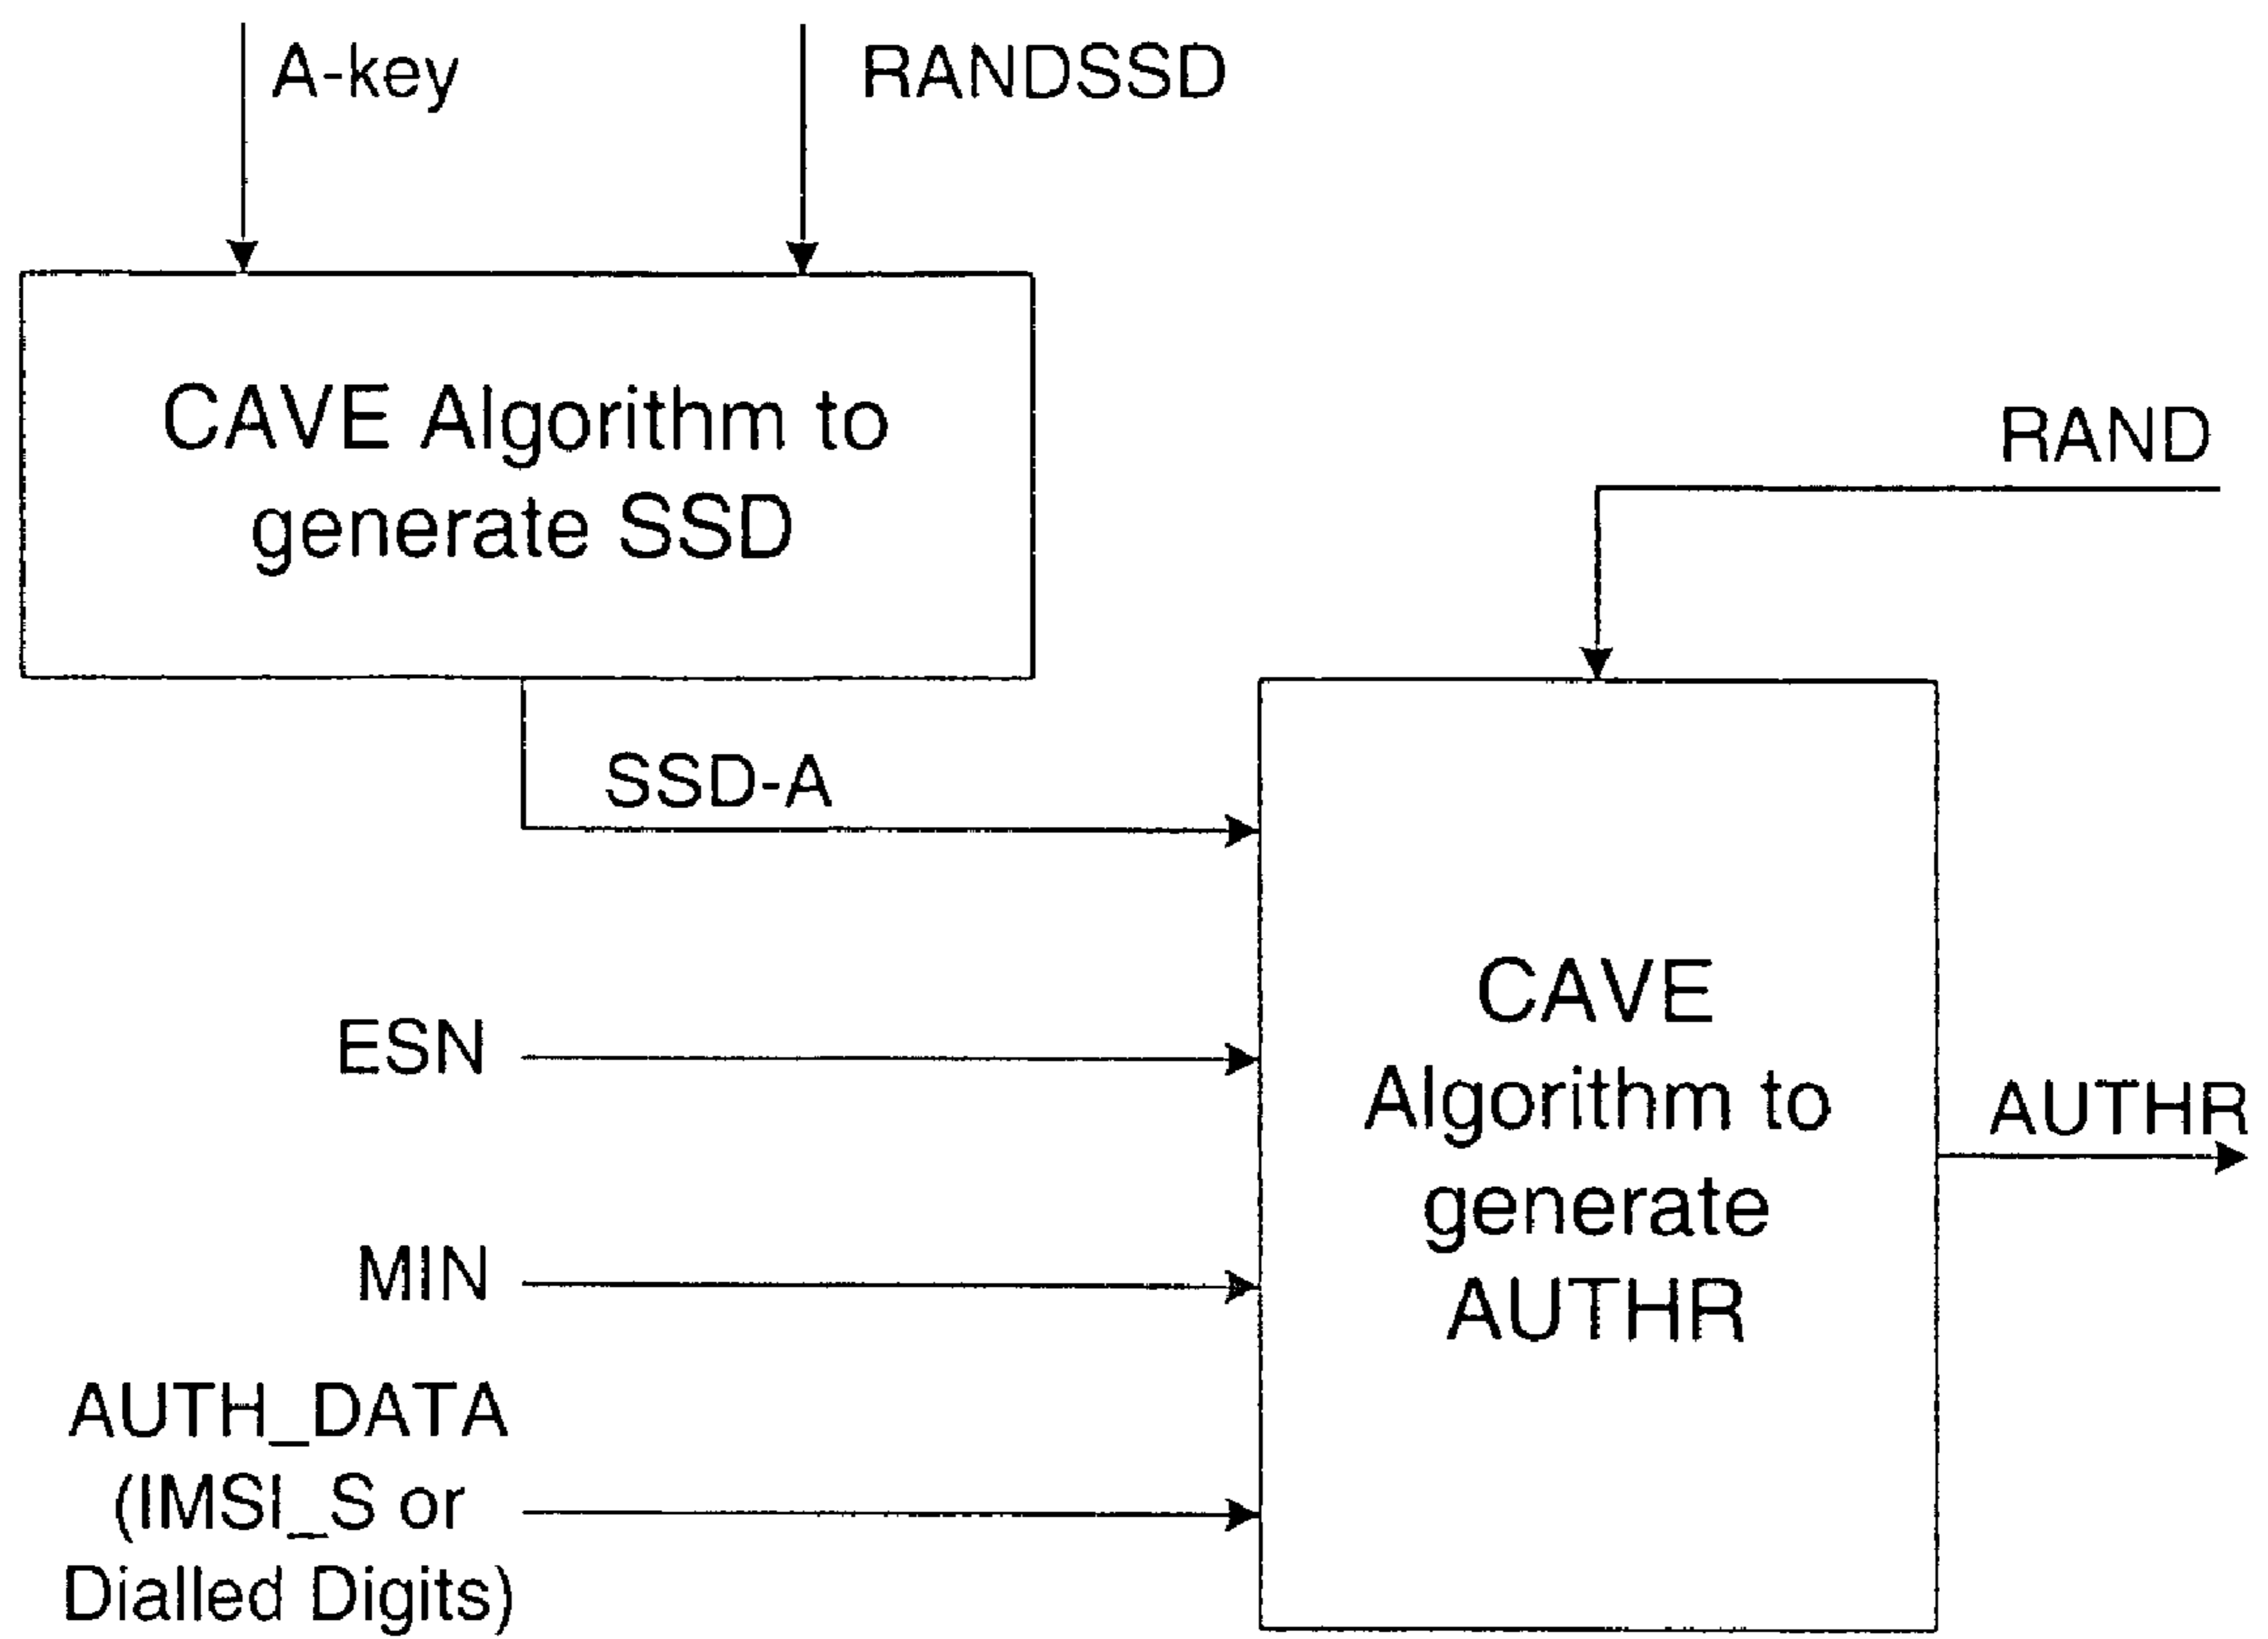 A-key
RANDSSD
CAVE Algorithm to
generate SSD
RAND
SSD-A
ESN
MIN
AUTH_DATA
(IMSI_S or
Dialled Digits)
CAVE
Algorithm to
generate
AUTHR
AUTHR